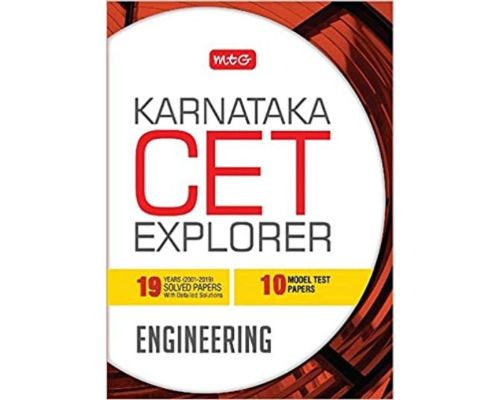 mtG
KARNATAKA
CET
EXPLORER
19 YEARS (2001-2019)
SOLVED PAPERS
With Detailed Solutions
10 MODEL TEST
PAPERS
ENGINEERING